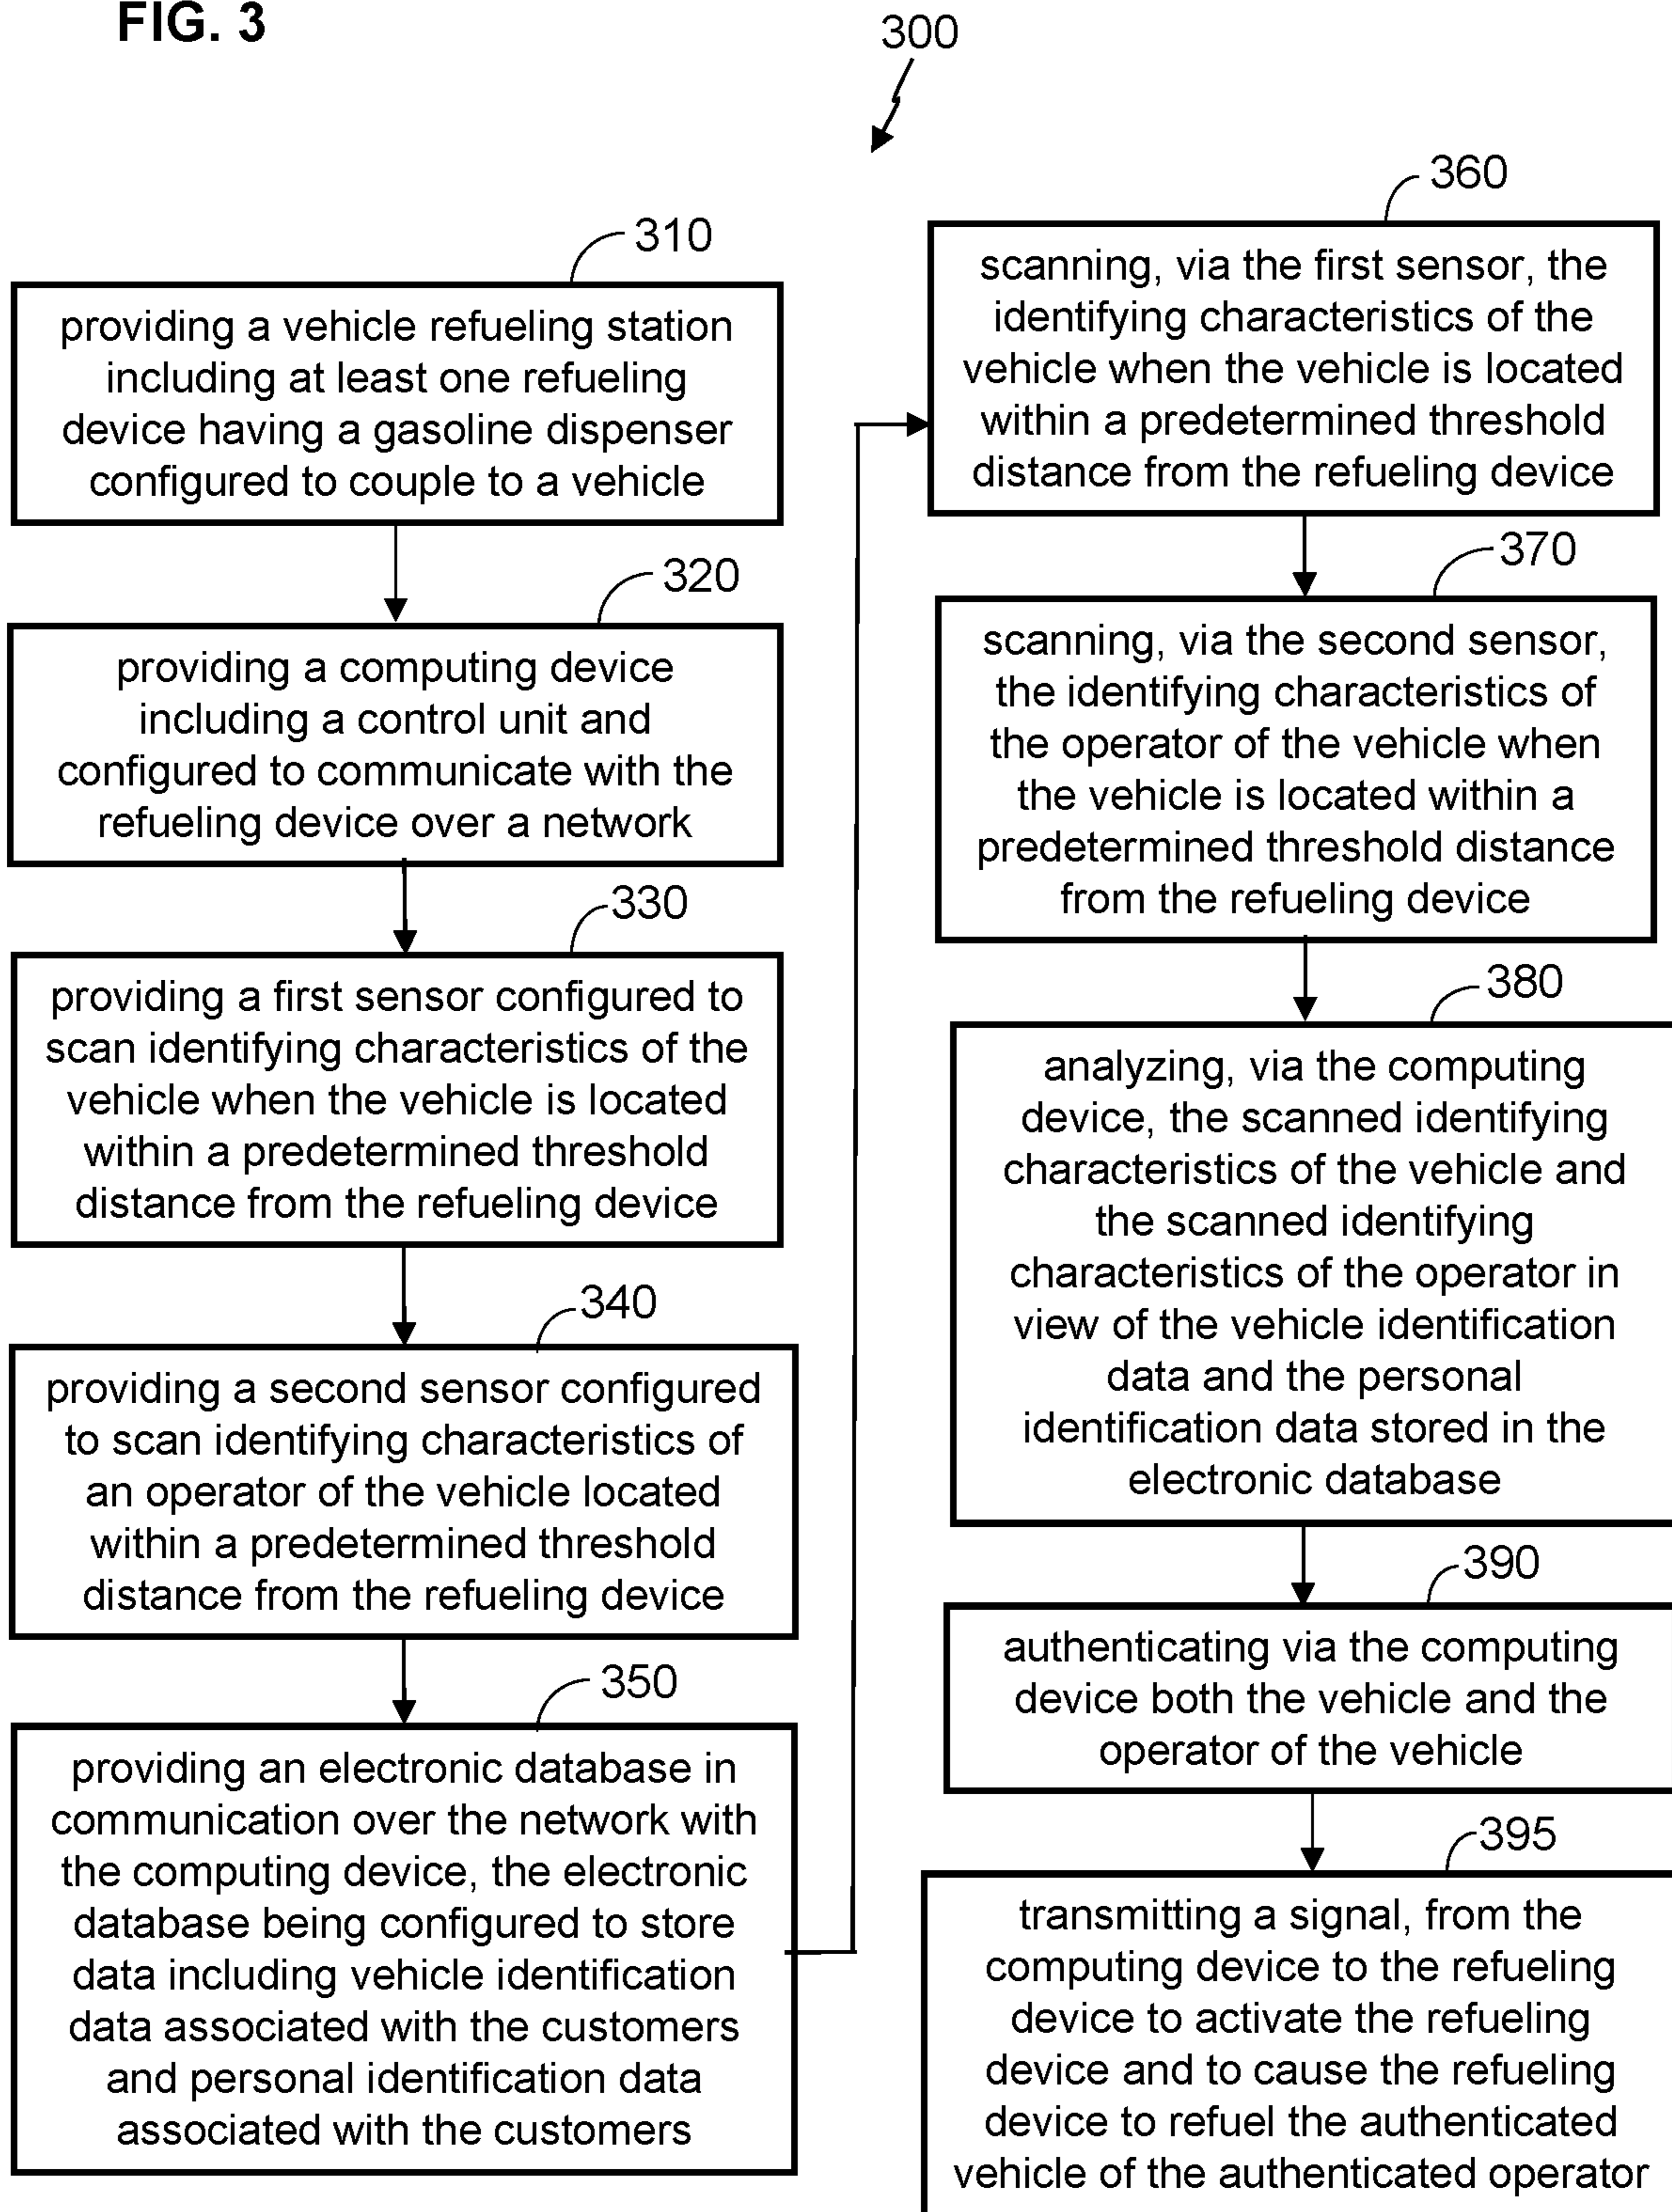 FIG. 3
300
310
providing a vehicle refueling station
including at least one refueling
device having a gasoline dispenser
configured to couple to a vehicle
320
providing a computing device
including a control unit and
configured to communicate with the
refueling device over a network
330
providing a first sensor configured to
scan identifying characteristics of the
vehicle when the vehicle is located
within a predetermined threshold
distance from the refueling device
340
providing a second sensor configured
to scan identifying characteristics of
an operator of the vehicle located
within a predetermined threshold
distance from the refueling device
350
providing an electronic database in
communication over the network with
the computing device, the electronic
database being configured to store
data including vehicle identification
data associated with the customers
and personal identification data
associated with the customers
360
scanning, via the first sensor, the
identifying characteristics of the
vehicle when the vehicle is located
within a predetermined threshold
distance from the refueling device
370
scanning, via the second sensor,
the identifying characteristics of
the operator of the vehicle when
the vehicle is located within a
predetermined threshold distance
from the refueling device
380
analyzing, via the computing
device, the scanned identifying
characteristics of the vehicle and
the scanned identifying
characteristics of the operator in
view of the vehicle identification
data and the personal
identification data stored in the
electronic database
390
authenticating via the computing
device both the vehicle and the
operator of the vehicle
395
transmitting a signal, from the
computing device to the refueling
device to activate the refueling
device and to cause the refueling
device to refuel the authenticated
vehicle of the authenticated operator